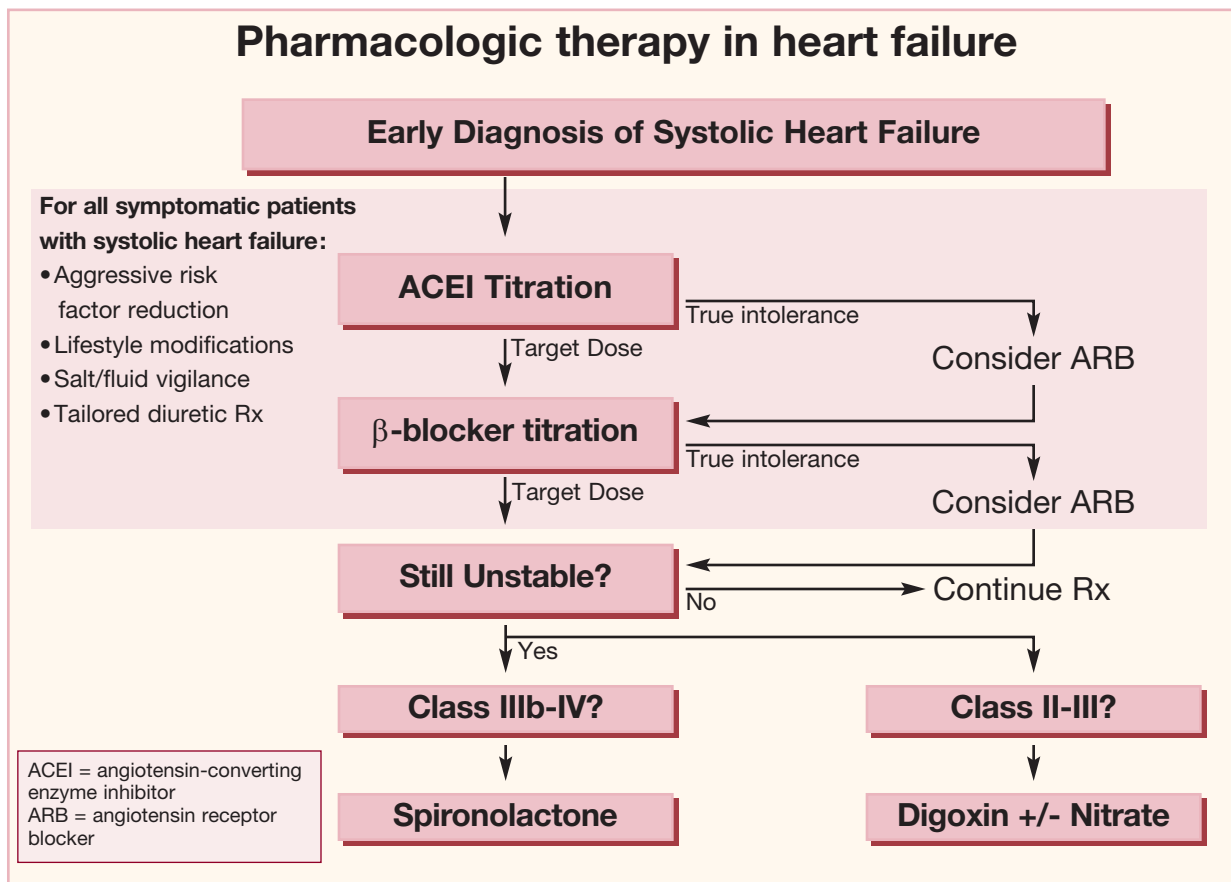 Pharmacologic therapy in heart failure
Early Diagnosis of Systolic Heart Failure
For all symptomatic patients
with systolic heart failure:
• Aggressive risk
factor reduction
• Lifestyle modifications
• Salt/fluid vigilance
• Tailored diuretic Rx
ACEI Titration
True intolerance
Consider ARB
Target Dose
β-blocker titration
True intolerance
Consider ARB
Target Dose
Still Unstable?
No
Continue Rx
Yes
Class IIIb-IV?
Class II-III?
Spironolactone
Digoxin +/- Nitrate
ACEI = angiotensin-converting
enzyme inhibitor
ARB = angiotensin receptor
blocker